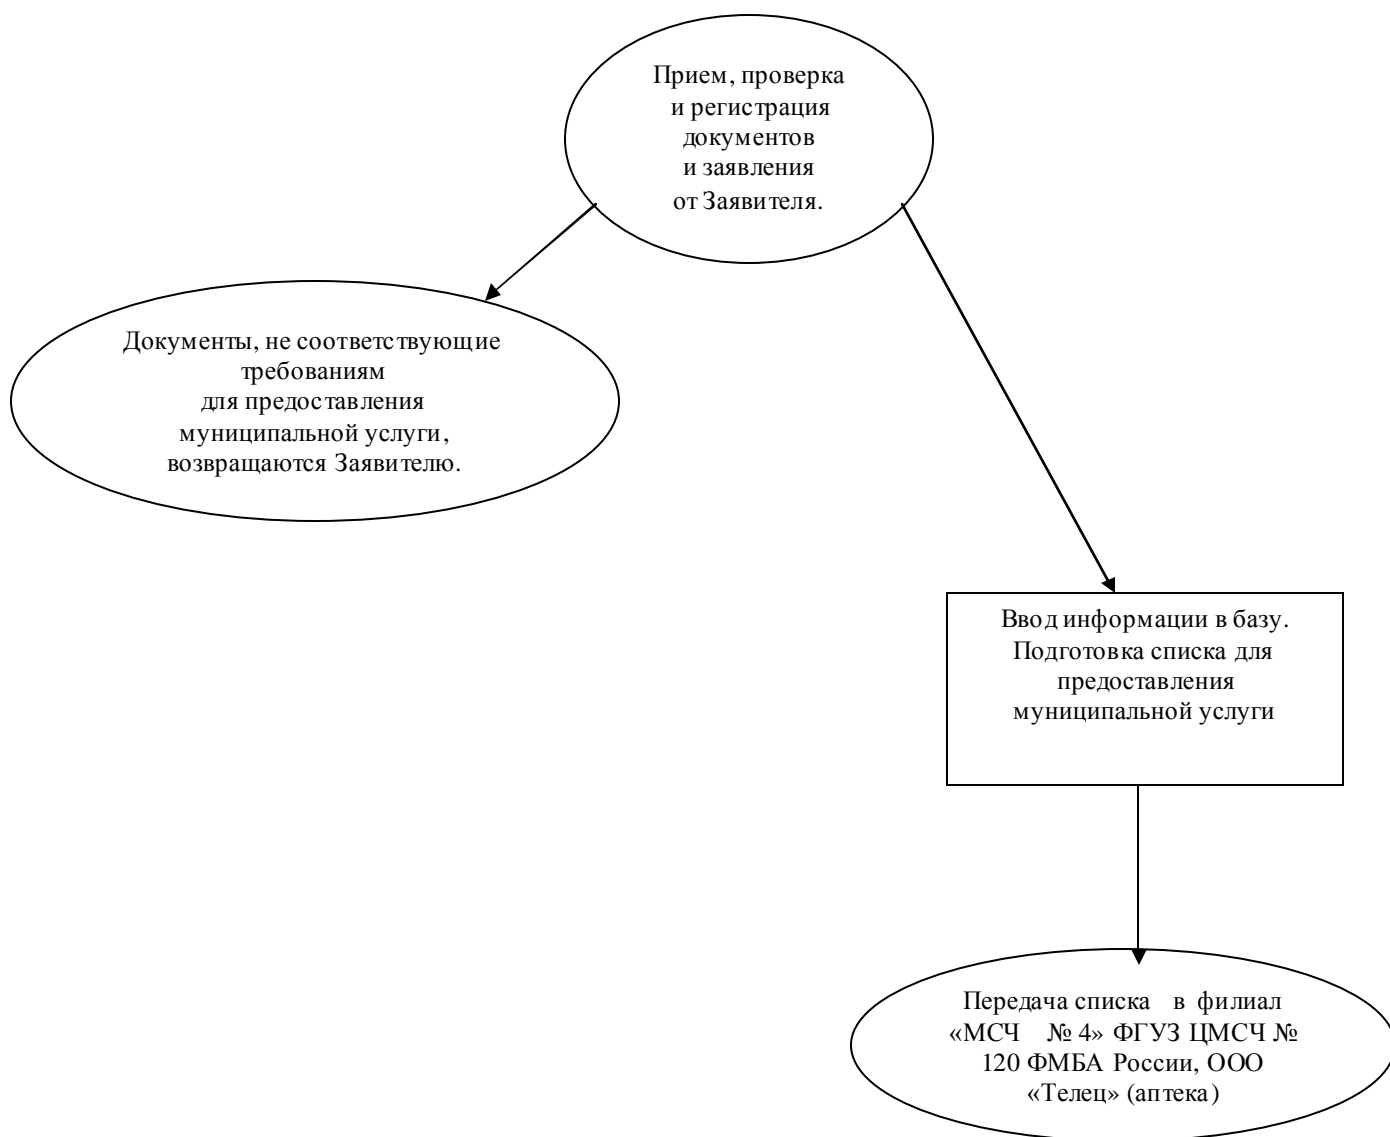 Прием, проверка
и регистрация
документов
и заявления
от Заявителя.
Документы, не соответствующие
требованиям
для предоставления
муниципальной услуги,
возвращаются Заявителю.
Ввод информации в базу.
Подготовка списка для
предоставления
муниципальной услуги
Передача списка в филиал
«МСЧ № 4» ФГУЗ ЦМСЧ №
120 ФМБА России, ООО
«Телец» (аптека)